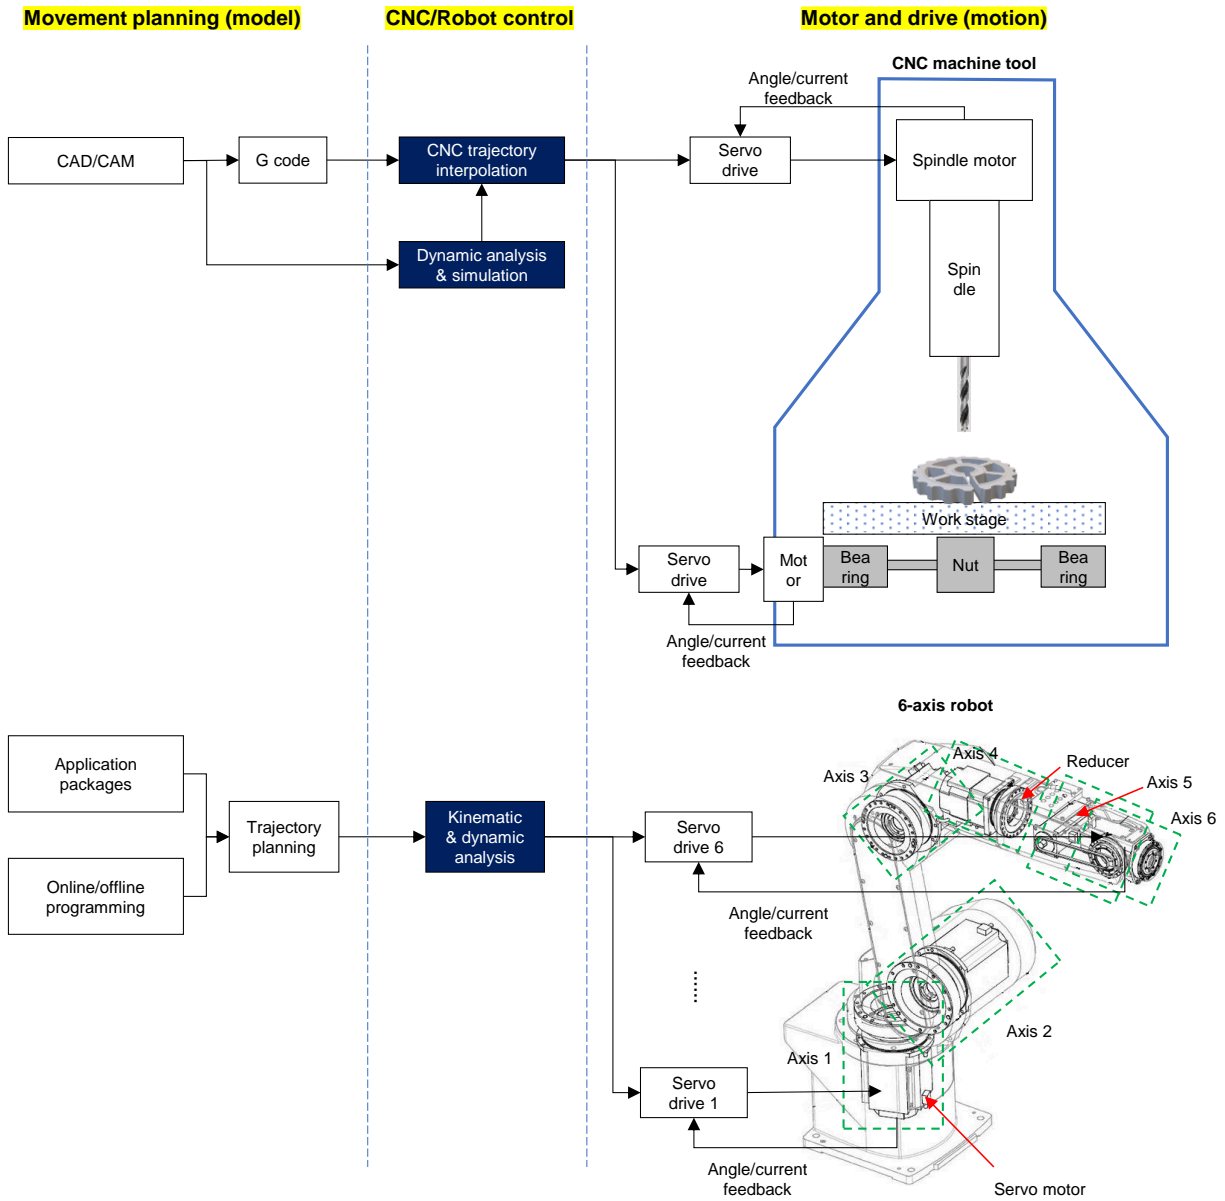 Movement planning (model)
CNC/Robot control
Motor and drive (motion)
CNC machine tool
Angle/current
feedback
CAD/CAM
G code
CNC trajectory
interpolation
Servo
drive
Spindle motor
Dynamic analysis
& simulation
Spin
dle
Work stage
Servo
drive
Mot
or
Bea
ring
Nut
Bea
ring
Angle/current
feedback
6-axis robot
Application
packages
Axis 3
Axis 4
Reducer
Axis 5
Axis 6
Trajectory
planning
Kinematic
& dynamic
analysis
Servo
drive 6
Online/offline
programming
Angle/current
feedback
......
Axis 2
Axis 1
Servo
drive 1
Angle/current
feedback
Servo motor